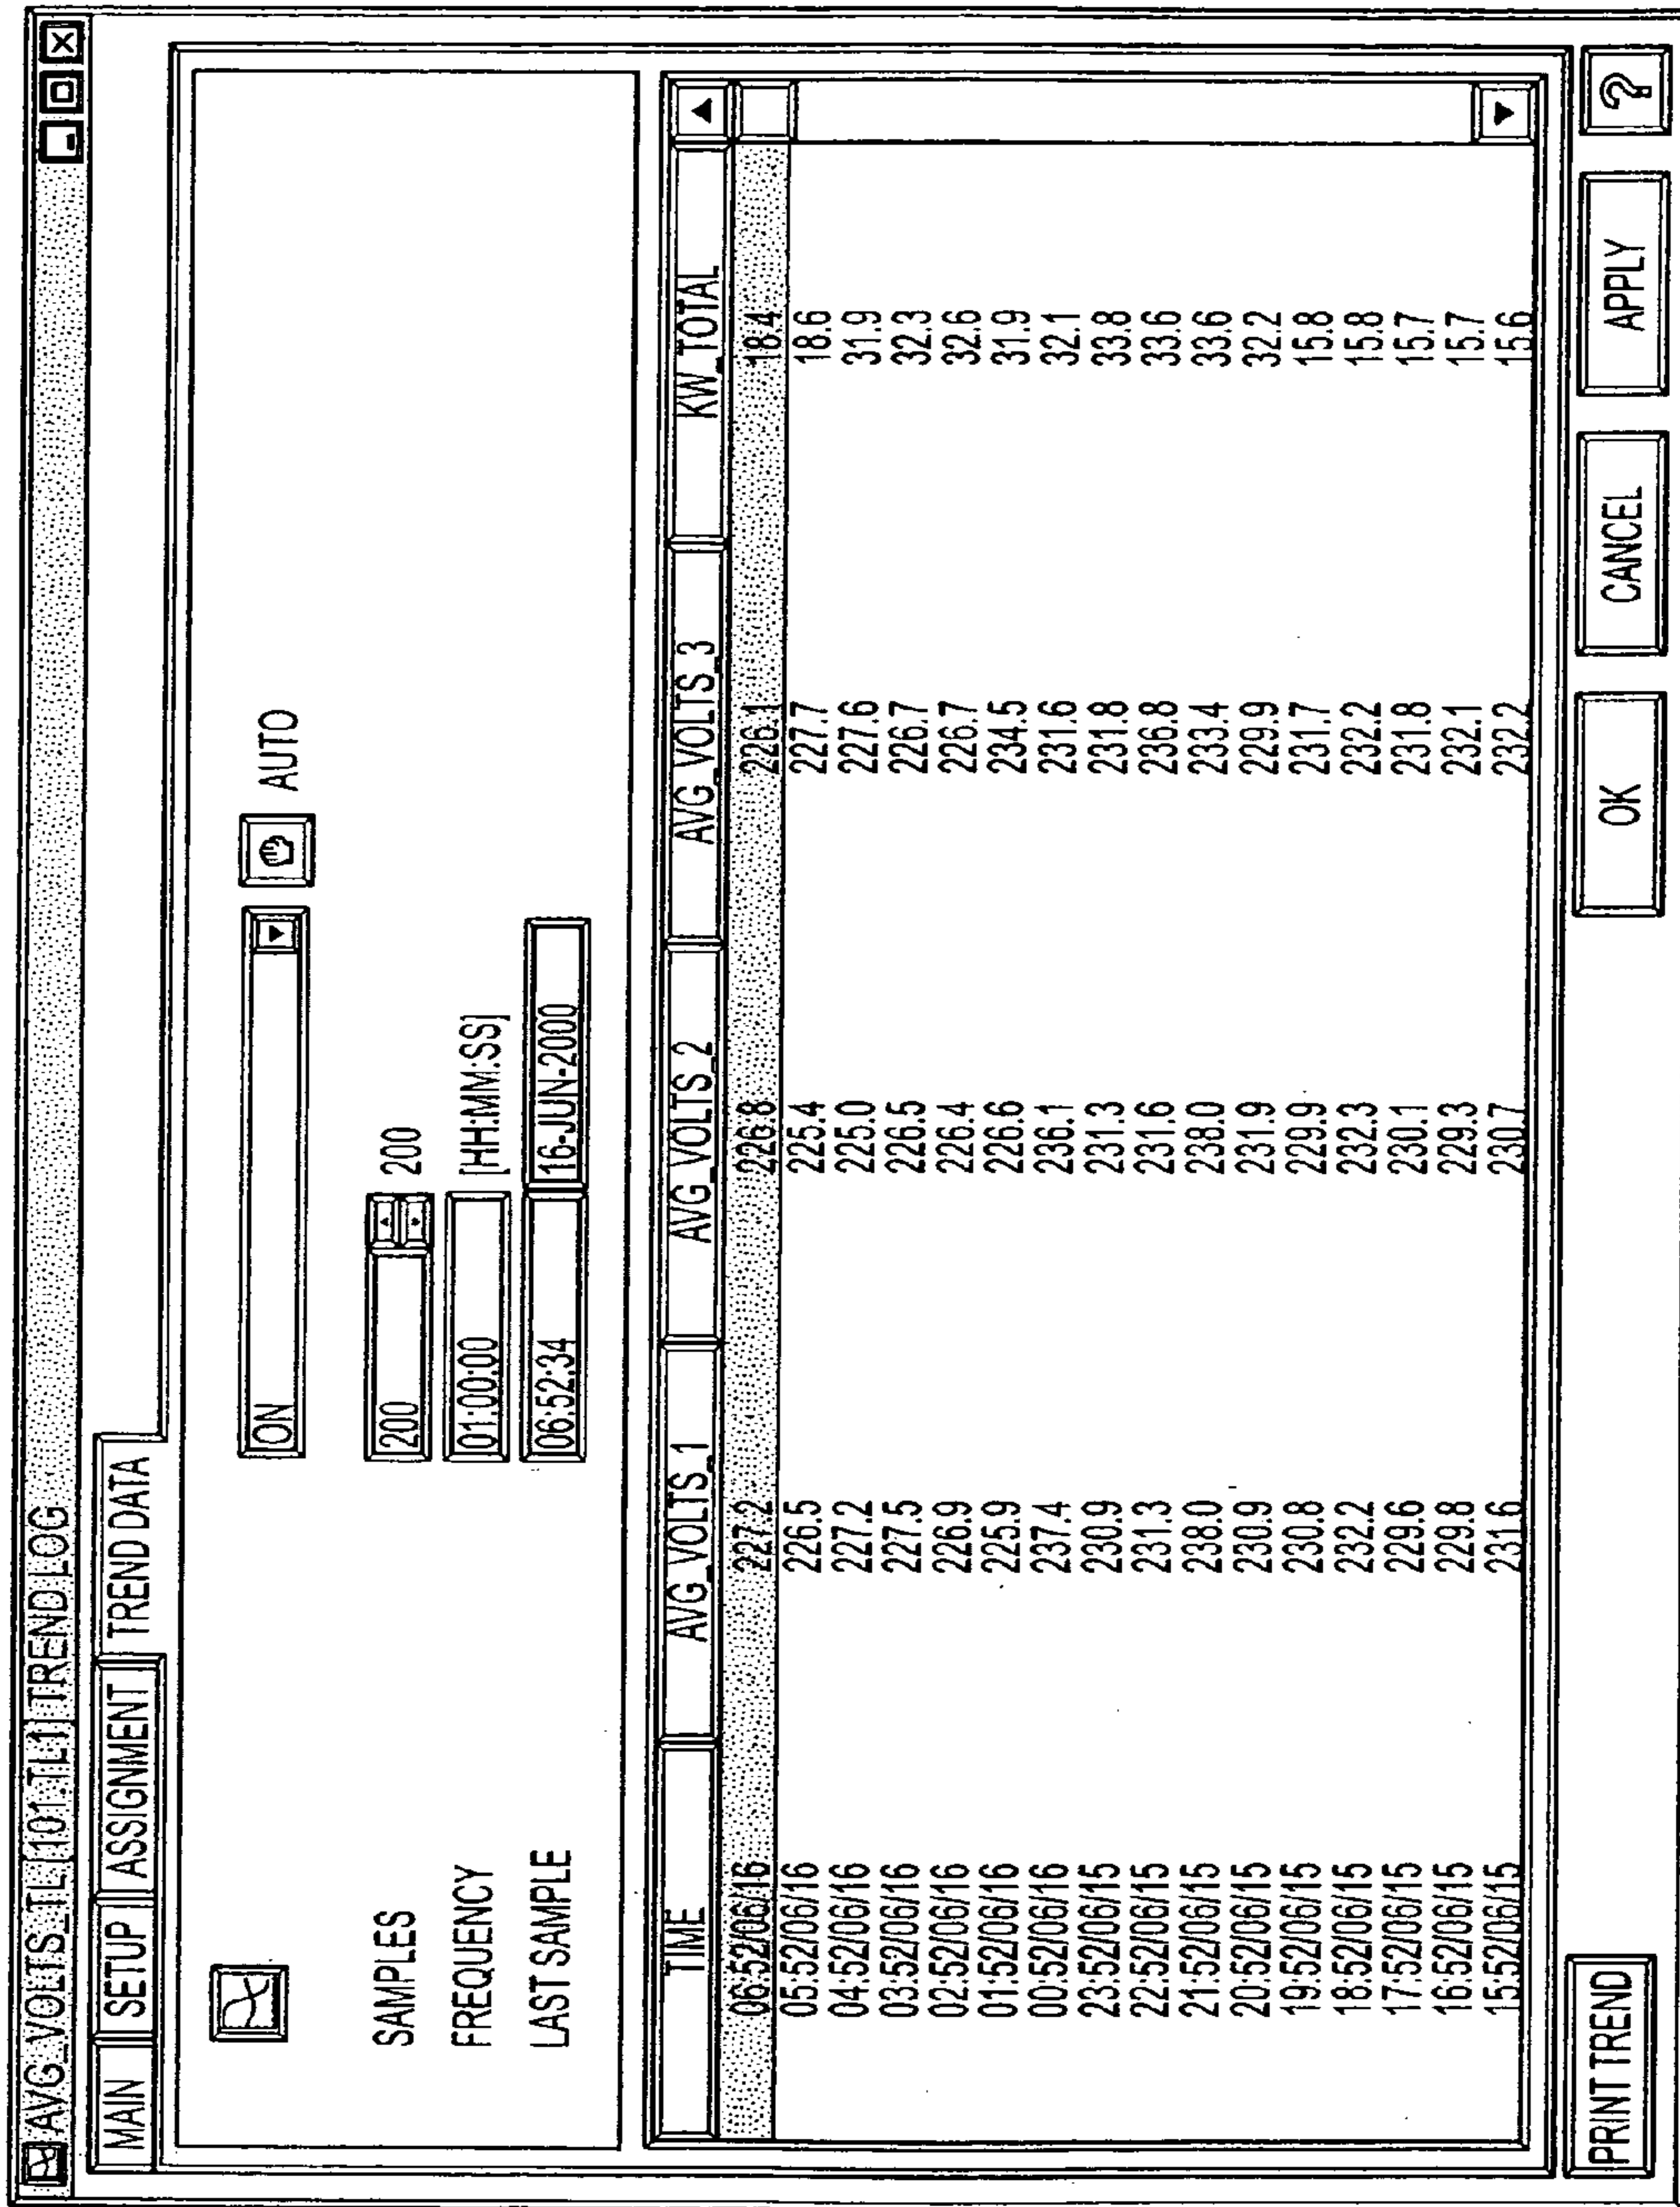 AVG_VOLTS_TL [101.TL1] TREND LOG
MAIN SETUP ASSIGNMENT TREND DATA
ON AUTO
SAMPLES 200 200
FREQUENCY 01:00:00 [HH:MM:SS]
LAST SAMPLE 06:52:34 16-JUN-2000
TIME AVG_VOLTS_1 AVG_VOLTS_2 AVG_VOLTS_3 KW_TOTAL
06:52/06/16 227.2 226.8 226.1 18.4
05:52/06/16 226.5 225.4 227.7 18.6
04:52/06/16 227.2 225.0 227.6 31.9
03:52/06/16 227.5 226.5 226.7 32.3
02:52/06/16 226.9 226.4 226.7 32.6
01:52/06/16 225.9 226.6 234.5 31.9
00:52/06/16 237.4 236.1 231.6 32.1
23:52/06/15 230.9 231.3 231.8 33.8
22:52/06/15 231.3 231.6 236.8 33.6
21:52/06/15 238.0 238.0 233.4 33.6
20:52/06/15 230.9 231.9 229.9 32.2
19:52/06/15 230.8 229.9 231.7 15.8
18:52/06/15 232.2 232.3 232.2 15.8
17:52/06/15 229.6 230.1 231.8 15.7
16:52/06/15 229.8 229.3 232.1 15.7
15:52/06/15 231.6 230.7 232.2 15.6
PRINT TREND OK CANCEL APPLY ?